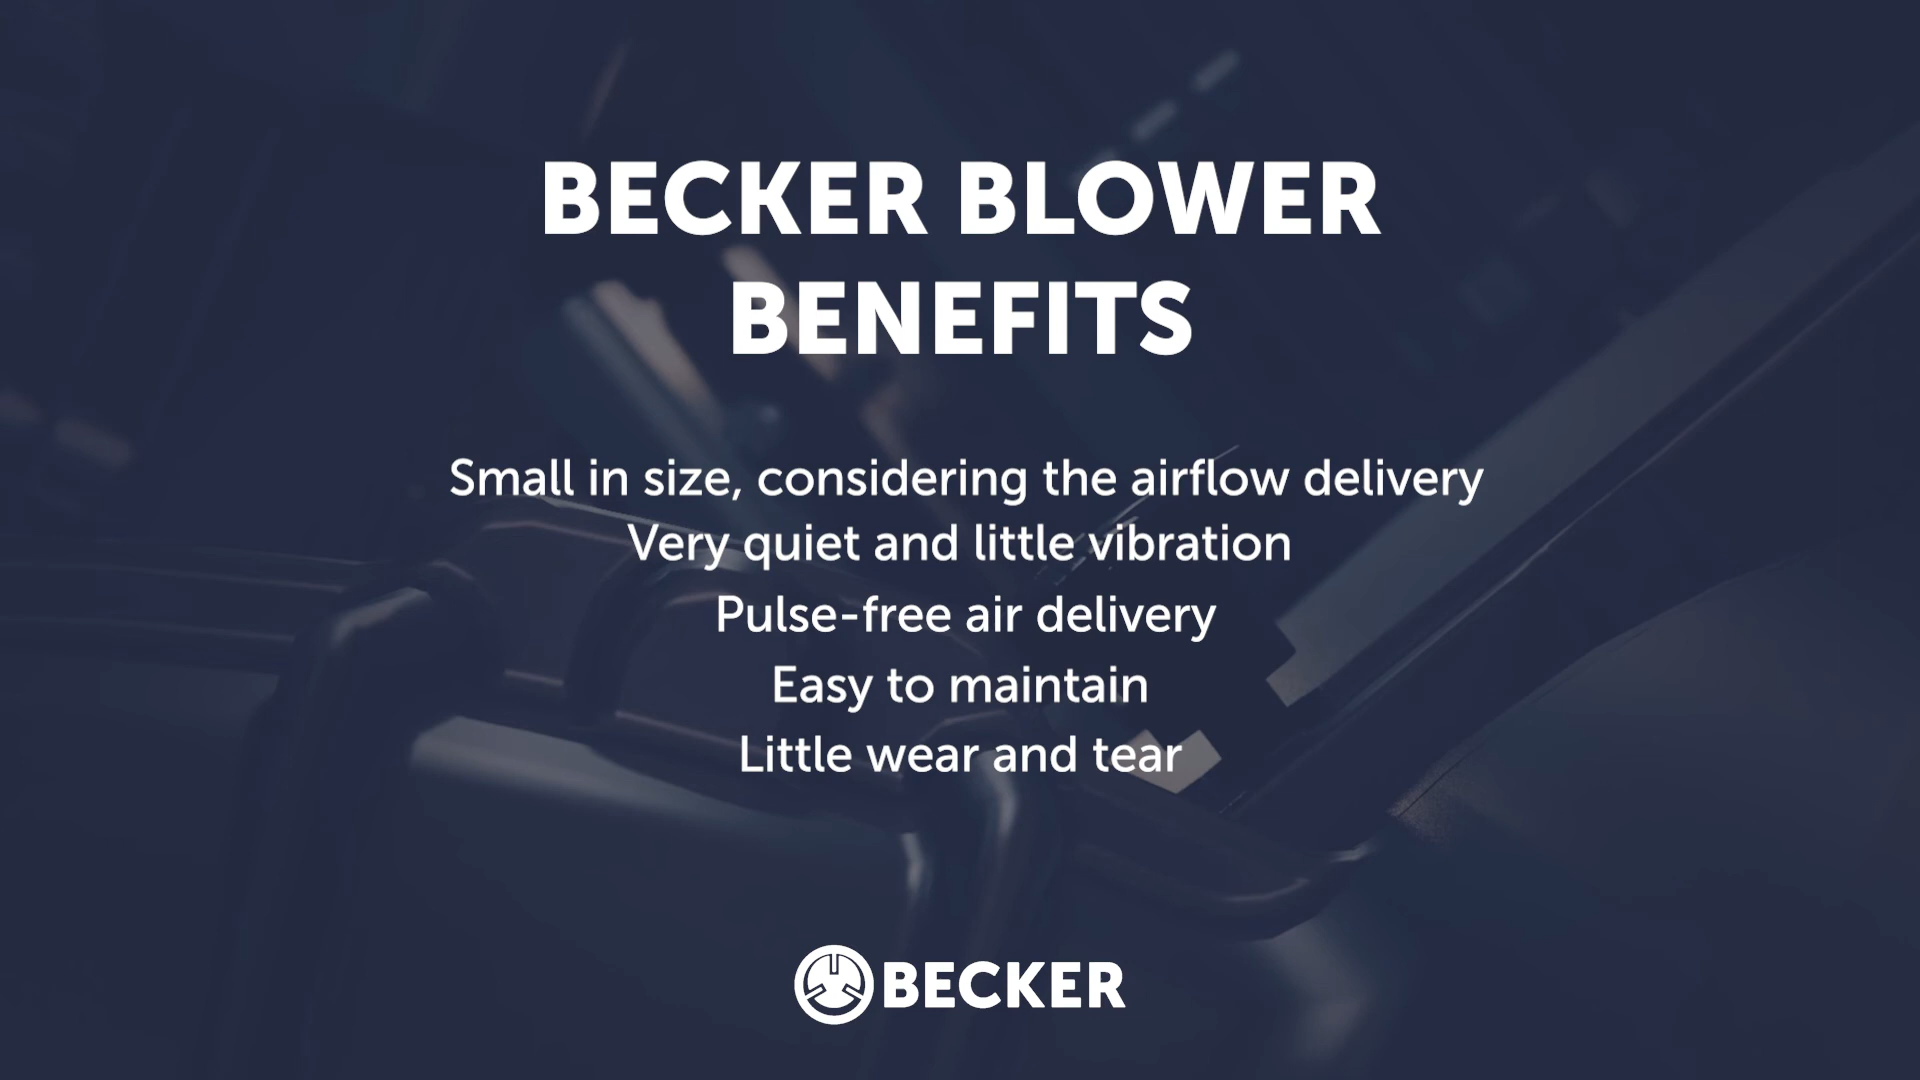 BECKER BLOWER
BENEFITS
Small in size, considering the airflow delivery
Very quiet and little vibration
Pulse-free air delivery
Easy to maintain
Little wear and tear
BECKER